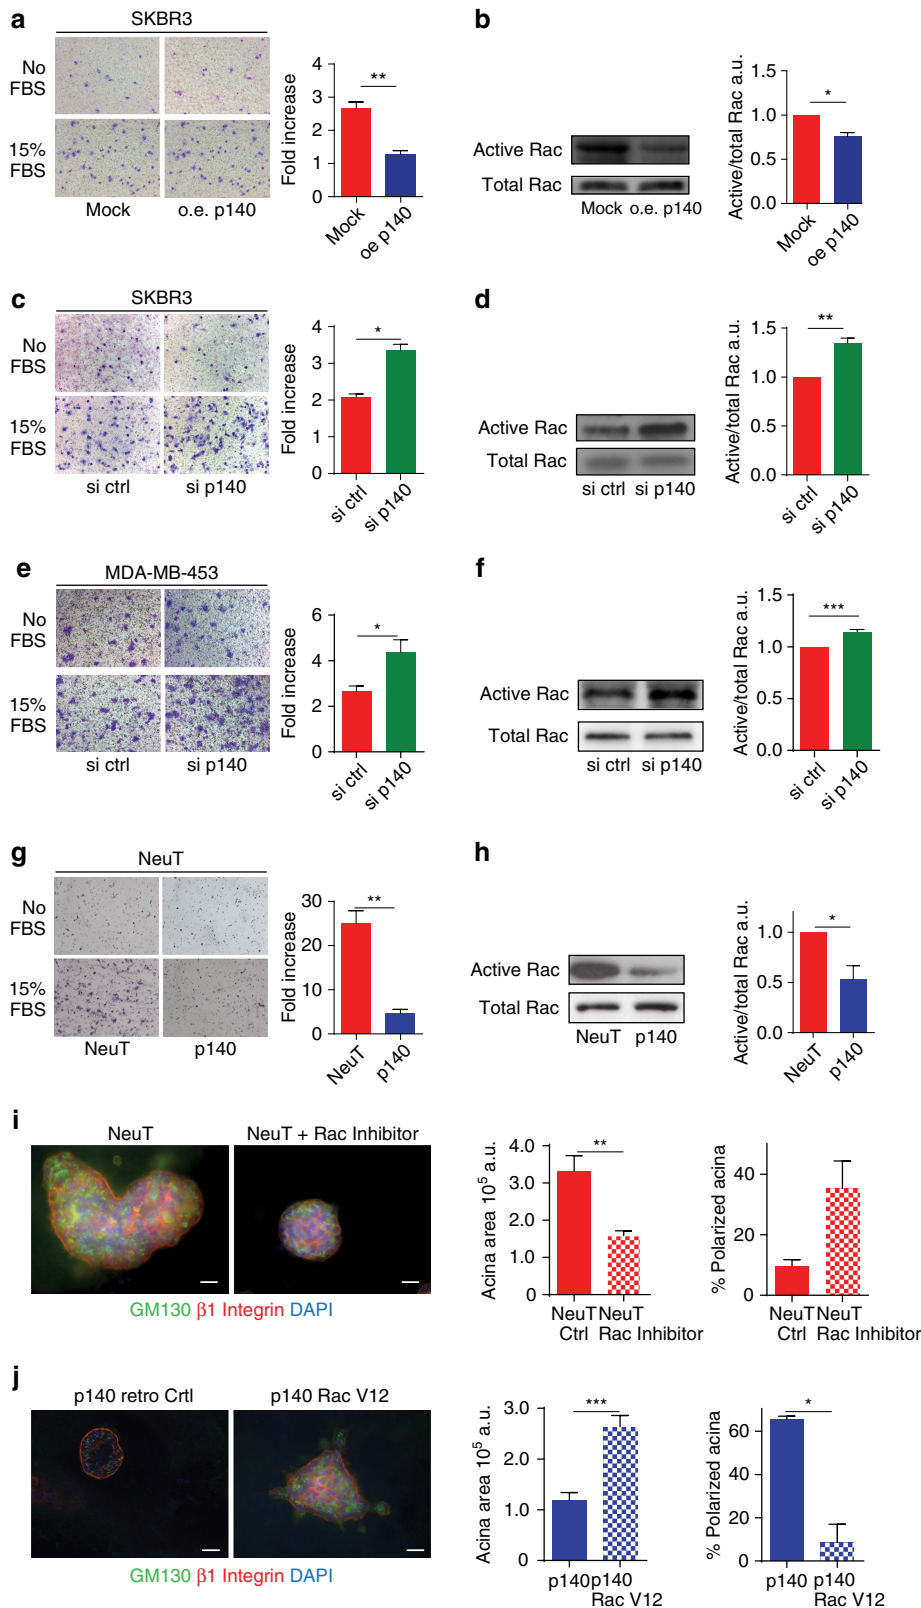 a
SKBR3
No FBS
15% FBS
Mock
o.e. p140
Fold increase
4
3
2
1
0
**
Mock
oe p140
b
Active Rac
Total Rac
Mock o.e. p140
Active/total Rac a.u.
1.5
1.0
0.5
0.0
*
Mock
oe p140
c
SKBR3
No FBS
15% FBS
si ctrl
si p140
Fold increase
4
3
2
1
0
*
si ctrl
si p140
d
Active Rac
Total Rac
si ctrl si p140
Active/total Rac a.u.
1.5
1.0
0.5
0.0
**
si ctrl
si p140
e
MDA-MB-453
No FBS
15% FBS
si ctrl
si p140
Fold increase
6
4
2
0
*
si ctrl
si p140
f
Active Rac
Total Rac
si ctrl si p140
Active/total Rac a.u.
1.5
1.0
0.5
0.0
***
si ctrl
si p140
g
NeuT
No FBS
15% FBS
NeuT
p140
Fold increase
30
20
10
0
**
NeuT
p140
h
Active Rac
Total Rac
NeuT p140
Active/total Rac a.u.
1.0
0.5
0.0
*
NeuT
p140
i
NeuT
NeuT + Rac Inhibitor
GM130 β1 Integrin DAPI
Acina area 10⁵ a.u.
4.0
3.0
2.0
1.0
0
**
NeuT NeuT
Ctrl Rac Inhibitor
% Polarized acina
40
20
0
NeuT NeuT
Ctrl Rac Inhibitor
j
p140 retro Crtl
p140 Rac V12
GM130 β1 Integrin DAPI
Acina area 10⁵ a.u.
3.0
2.0
1.0
0
***
p140 p140
Rac V12
% Polarized acina
60
40
20
0
*
p140 p140
Rac V12